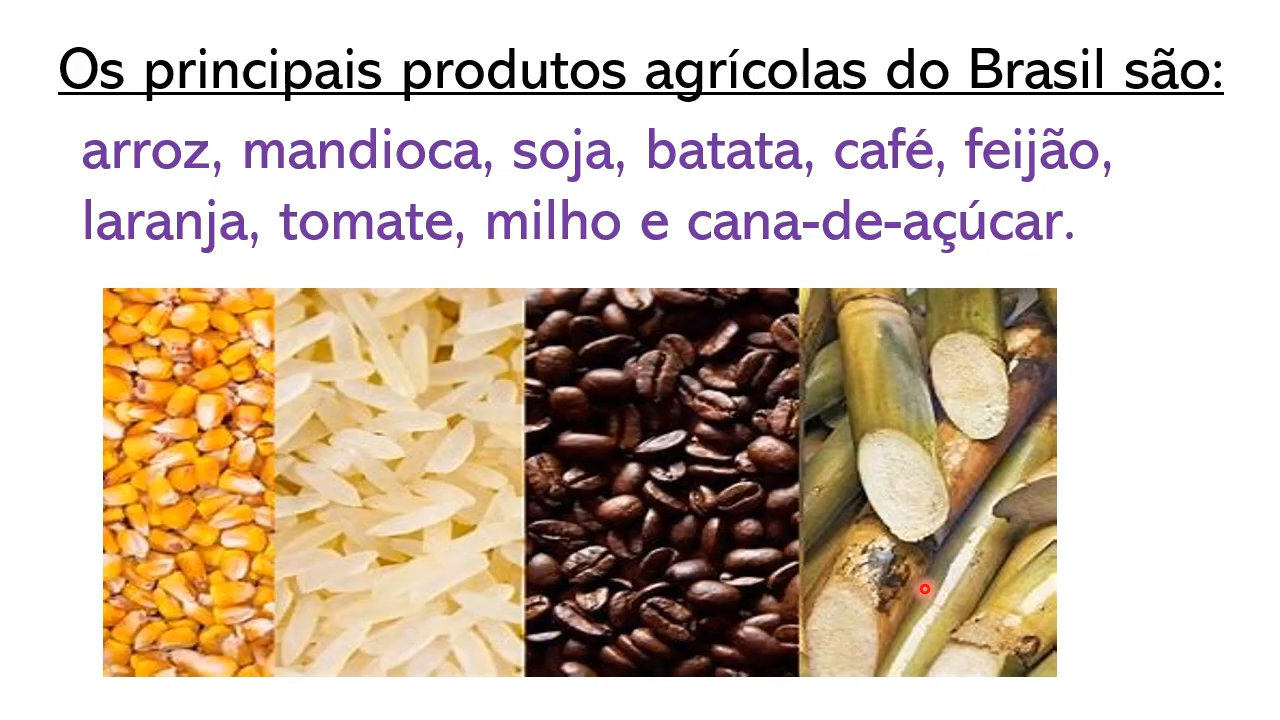 Os principais produtos agrícolas do Brasil são:
arroz, mandioca, soja, batata, café, feijão,
laranja, tomate, milho e cana-de-açúcar.